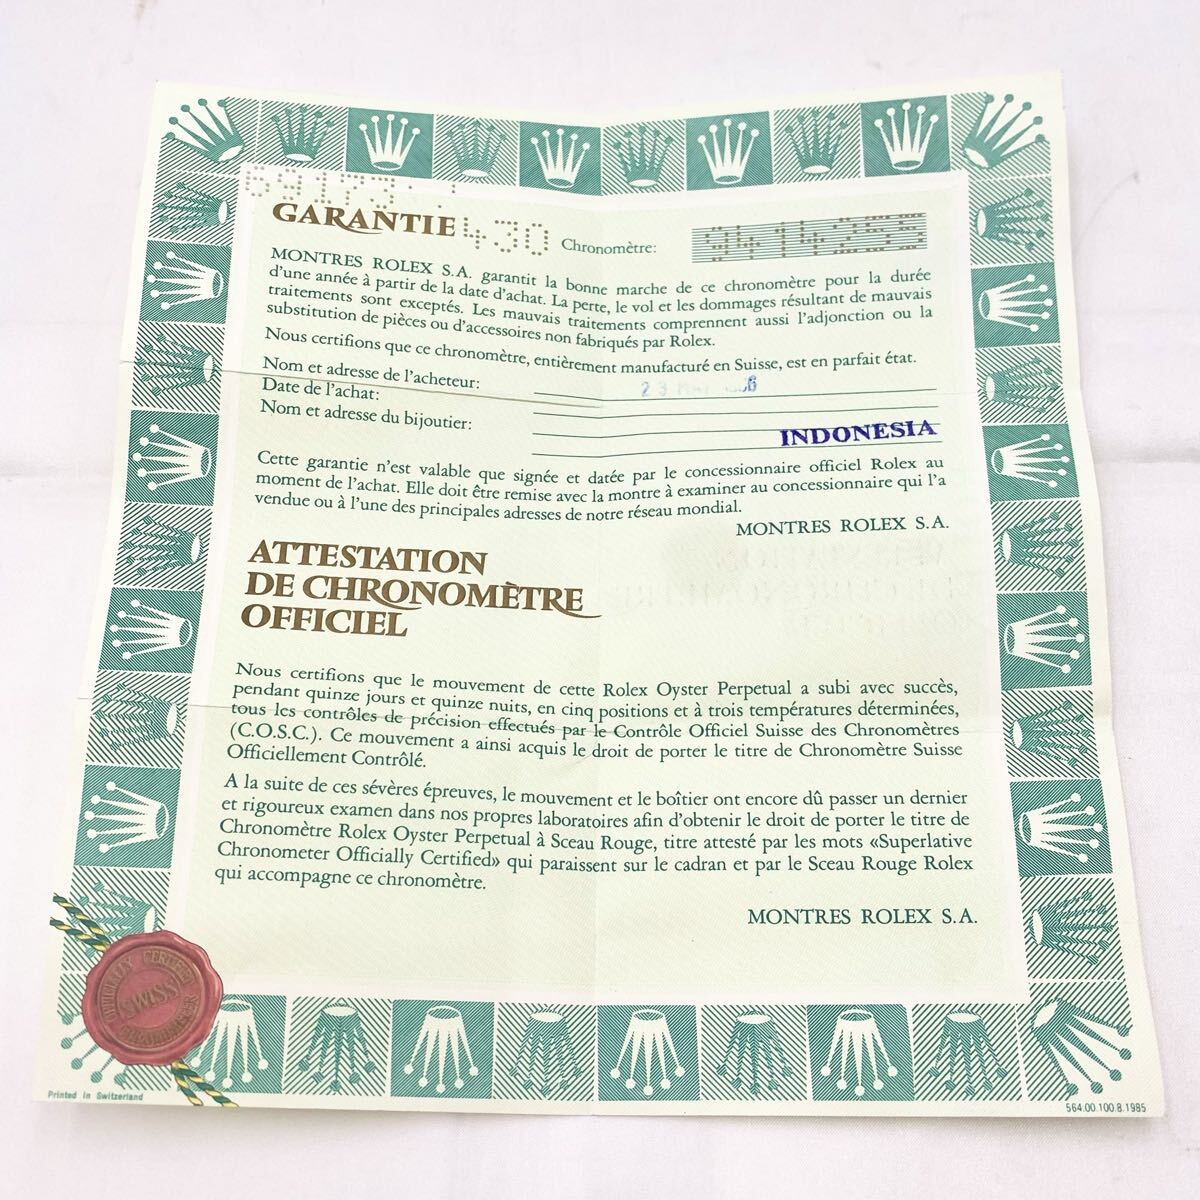 69173
GARANTIE 430 Chronomètre: 9414255
MONTRES ROLEX S.A. garantit la bonne marche de ce chronomètre pour la durée
d'une année à partir de la date d'achat. La perte, le vol et les dommages résultant de mauvais
traitements sont exceptés. Les mauvais traitements comprennent aussi l'adjonction ou la
substitution de pièces ou d'accessoires non fabriqués par Rolex.
Nous certifions que ce chronomètre, entièrement manufacturé en Suisse, est en parfait état.
Nom et adresse de l'acheteur:
Date de l'achat: 23
Nom et adresse du bijoutier:
INDONESIA
Cette garantie n'est valable que signée et datée par le concessionnaire officiel Rolex au
moment de l'achat. Elle doit être remise avec la montre à examiner au concessionnaire qui l'a
vendue ou à l'une des principales adresses de notre réseau mondial.
MONTRES ROLEX S.A.
ATTESTATION
DE CHRONOMÈTRE
OFFICIEL
Nous certifions que le mouvement de cette Rolex Oyster Perpetual a subi avec succès,
pendant quinze jours et quinze nuits, en cinq positions et à trois températures déterminées,
tous les contrôles de précision effectués par le Contrôle Officiel Suisse des Chronomètres
(C.O.S.C.). Ce mouvement a ainsi acquis le droit de porter le titre de Chronomètre Suisse
Officiellement Contrôlé.
A la suite de ces sévères épreuves, le mouvement et le boîtier ont encore dû passer un dernier
et rigoureux examen dans nos propres laboratoires afin d'obtenir le droit de porter le titre de
Chronomètre Rolex Oyster Perpetual à Sceau Rouge, titre attesté par les mots «Superlative
Chronometer Officially Certified» qui paraissent sur le cadran et par le Sceau Rouge Rolex
qui accompagne ce chronomètre.
MONTRES ROLEX S.A.
OFFICIALLY CERTIFIED
SWISS
CHRONOMETER
Printed in Switzerland
564.00.100.8.1985